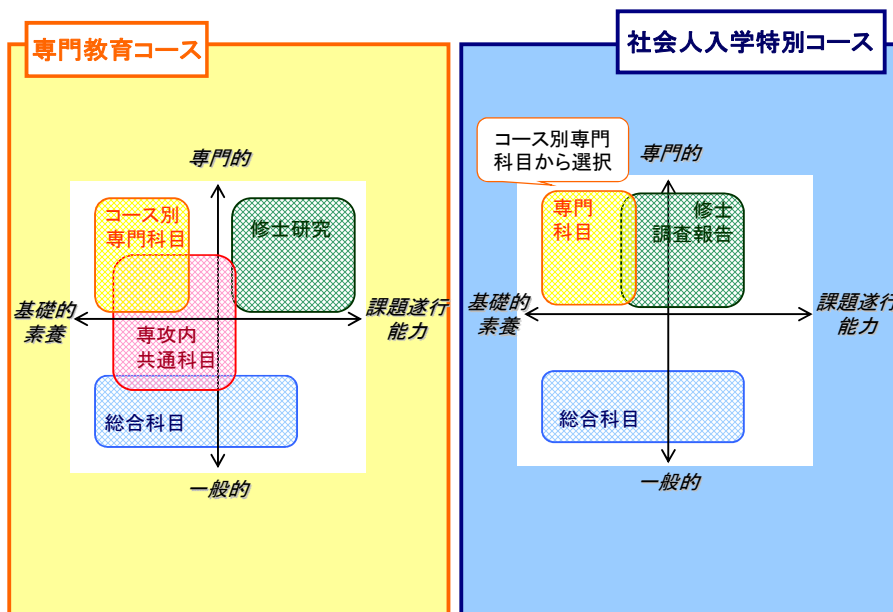 専門教育コース
専門的
コース別
専門科目
修士研究
基礎的
素養
課題遂行
能力
専攻内
共通科目
総合科目
一般的
社会人入学特別コース
コース別専門
科目から選択
専門的
専門
科目
修士
調査報告
基礎的
素養
課題遂行
能力
総合科目
一般的